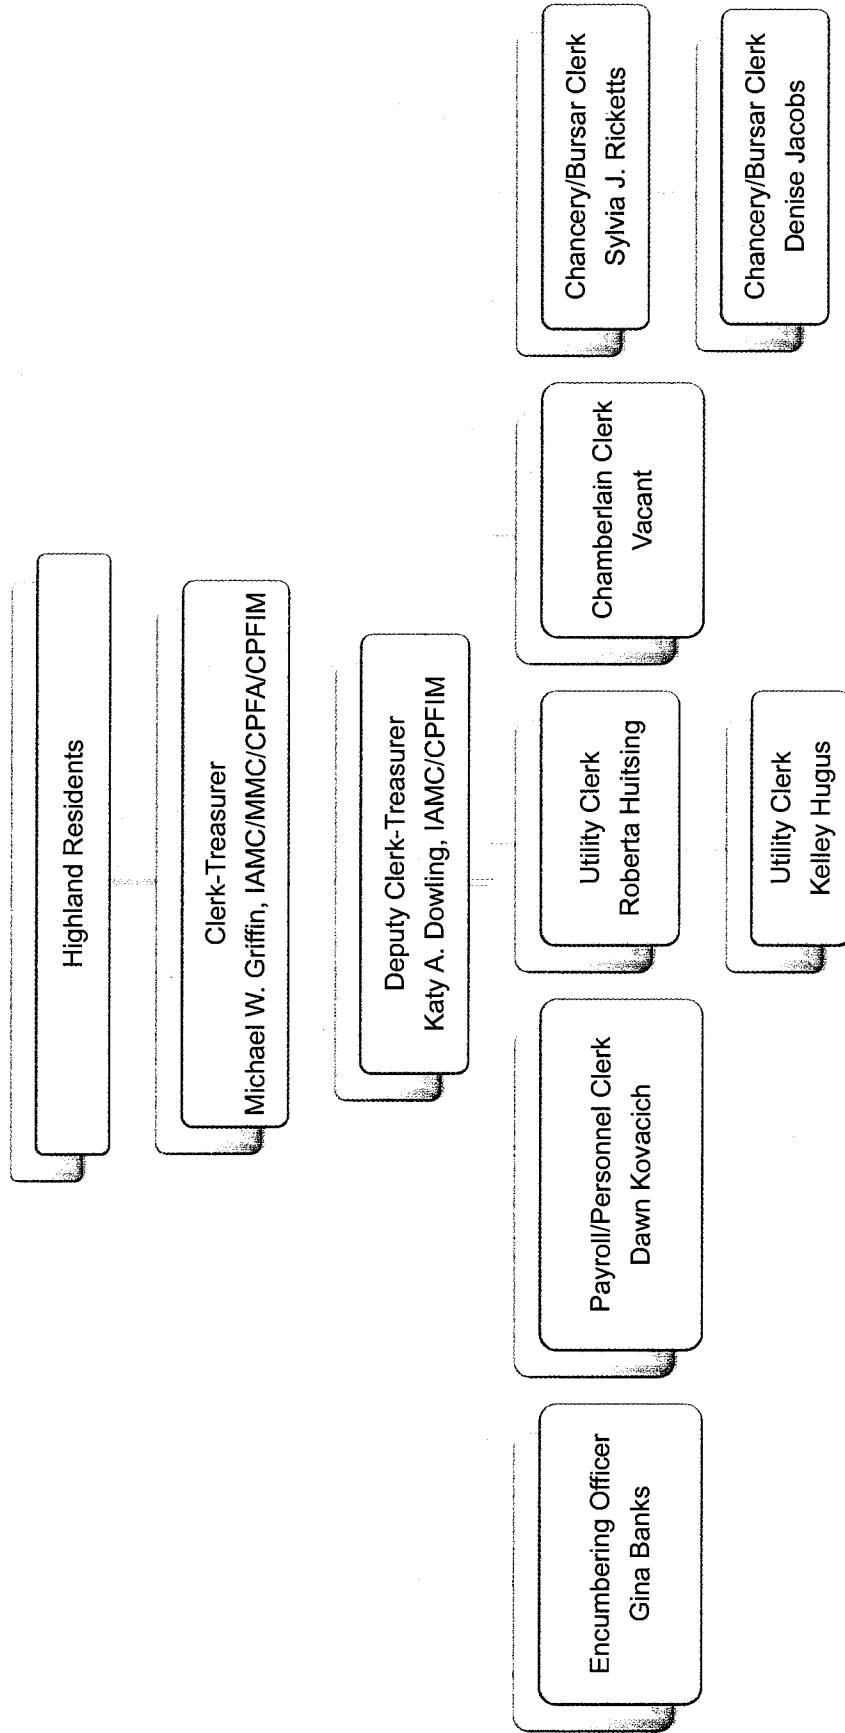 Highland Residents
Clerk-Treasurer
Michael W. Griffin, IAMC/MMC/CPFA/CPFIM
Deputy Clerk-Treasurer
Katy A. Dowling, IAMC/CPFIM
Encumbering Officer
Gina Banks
Payroll/Personnel Clerk
Dawn Kovacich
Utility Clerk
Roberta Huitsing
Chamberlain Clerk
Vacant
Chancery/Bursar Clerk
Sylvia J. Ricketts
Utility Clerk
Kelley Hugus
Chancery/Bursar Clerk
Denise Jacobs